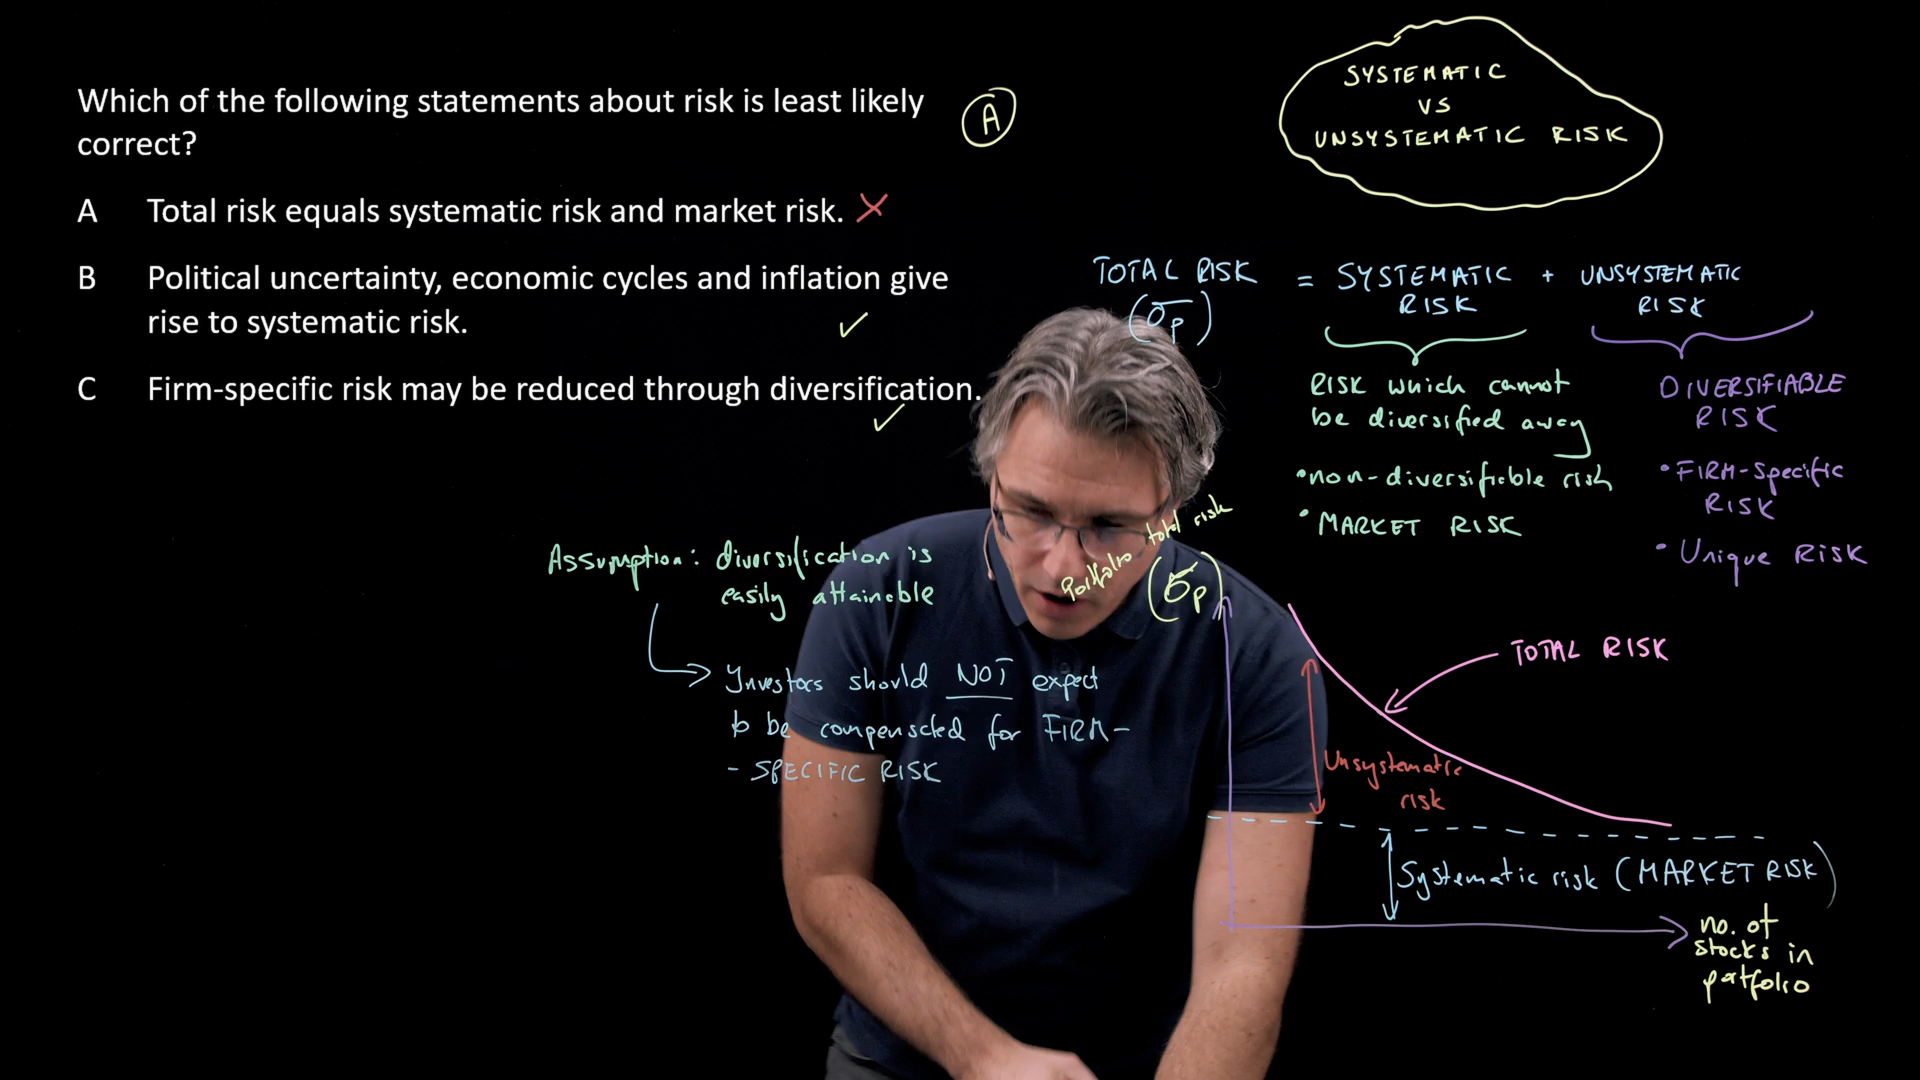 Which of the following statements about risk is least likely
correct?
A
A Total risk equals systematic risk and market risk.
B Political uncertainty, economic cycles and inflation give
rise to systematic risk.
C Firm-specific risk may be reduced through diversification.
SYSTEMATIC
VS
UNSYSTEMATIC RISK
TOTAL RISK = SYSTEMATIC + UNSYSTEMATIC
RISK RISK
(σp)
RISK which cannot
be diversified away
• non-diversifiable risk
• MARKET RISK
DIVERSIFIABLE
RISK
• FIRM-Specific
RISK
• Unique RISK
Assumption: diversification is
easily attainable
Investors should NOT expect
to be compensated for FIRM-
- SPECIFIC RISK
Portfolio total risk
(σp)
TOTAL RISK
Unsystematic
risk
Systematic risk (MARKET RISK)
no. of
stocks in
portfolio